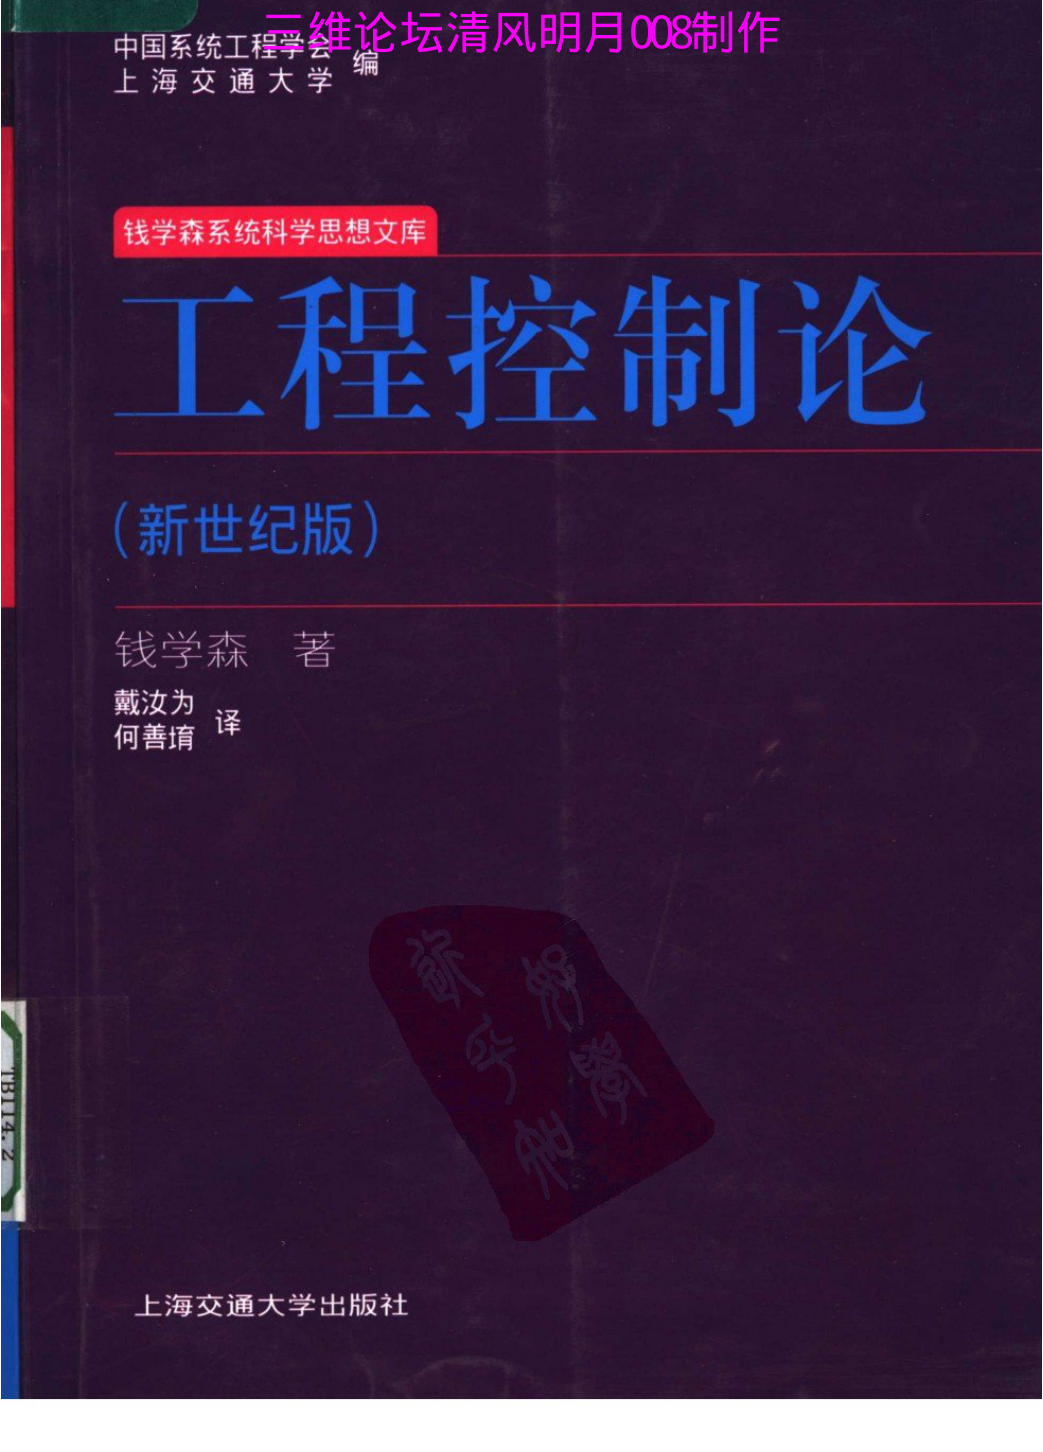 三维论坛清风明月008制作
中国系统工程学会
上海交通大学
编
钱学森系统科学思想文库
工程控制论
（新世纪版）
钱学森 著
戴汝为
何善堉
译
TB114.2
上海交通大学出版社